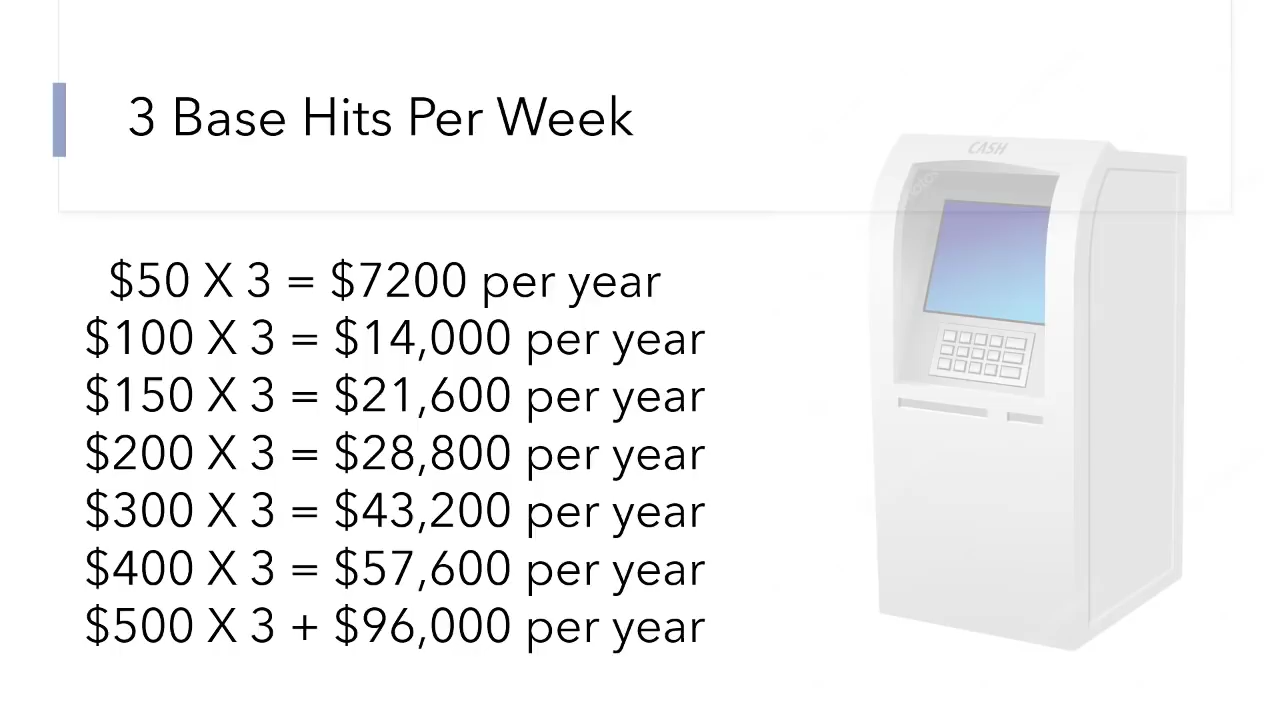 3 Base Hits Per Week
CASH
$50 X 3 = $7200 per year
$100 X 3 = $14,000 per year
$150 X 3 = $21,600 per year
$200 X 3 = $28,800 per year
$300 X 3 = $43,200 per year
$400 X 3 = $57,600 per year
$500 X 3 + $96,000 per year